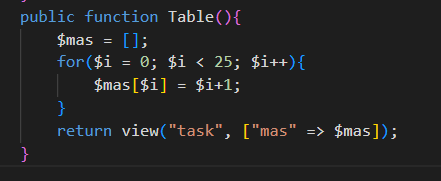 public function Table(){
$mas = [];
for($i = 0; $i < 25; $i++){
$mas[$i] = $i+1;
}
return view("task", ["mas" => $mas]);
}